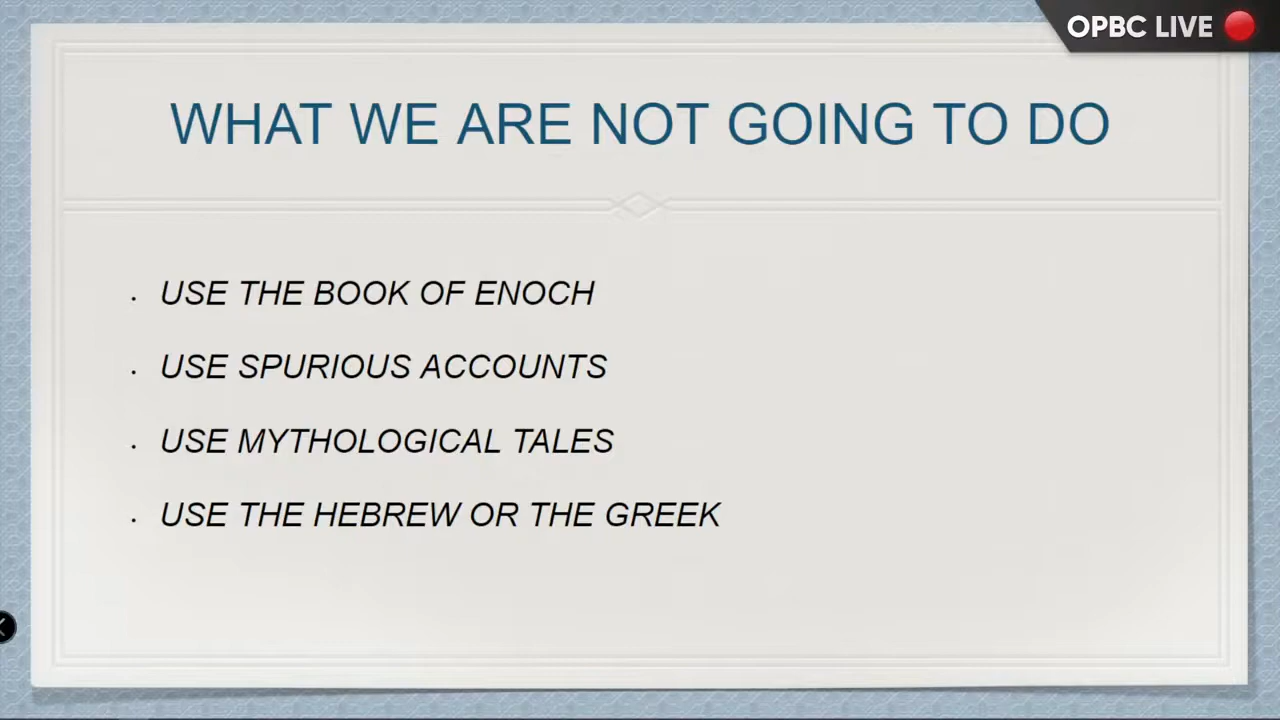 OPBC LIVE
WHAT WE ARE NOT GOING TO DO
· USE THE BOOK OF ENOCH
· USE SPURIOUS ACCOUNTS
· USE MYTHOLOGICAL TALES
· USE THE HEBREW OR THE GREEK